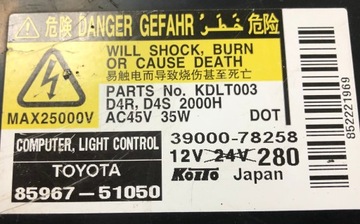 危険 DANGER GEFAHR خطر 危险
WILL SHOCK, BURN
OR CAUSE DEATH
易触电而导致烧伤甚至死亡
MAX25000V
PARTS No. KDLT003
D4R, D4S 2000H
AC45V 35W DOT
COMPUTER, LIGHT CONTROL
TOYOTA
85967-51050
39000-78258
12V 24V 280
Koito Japan
852221969